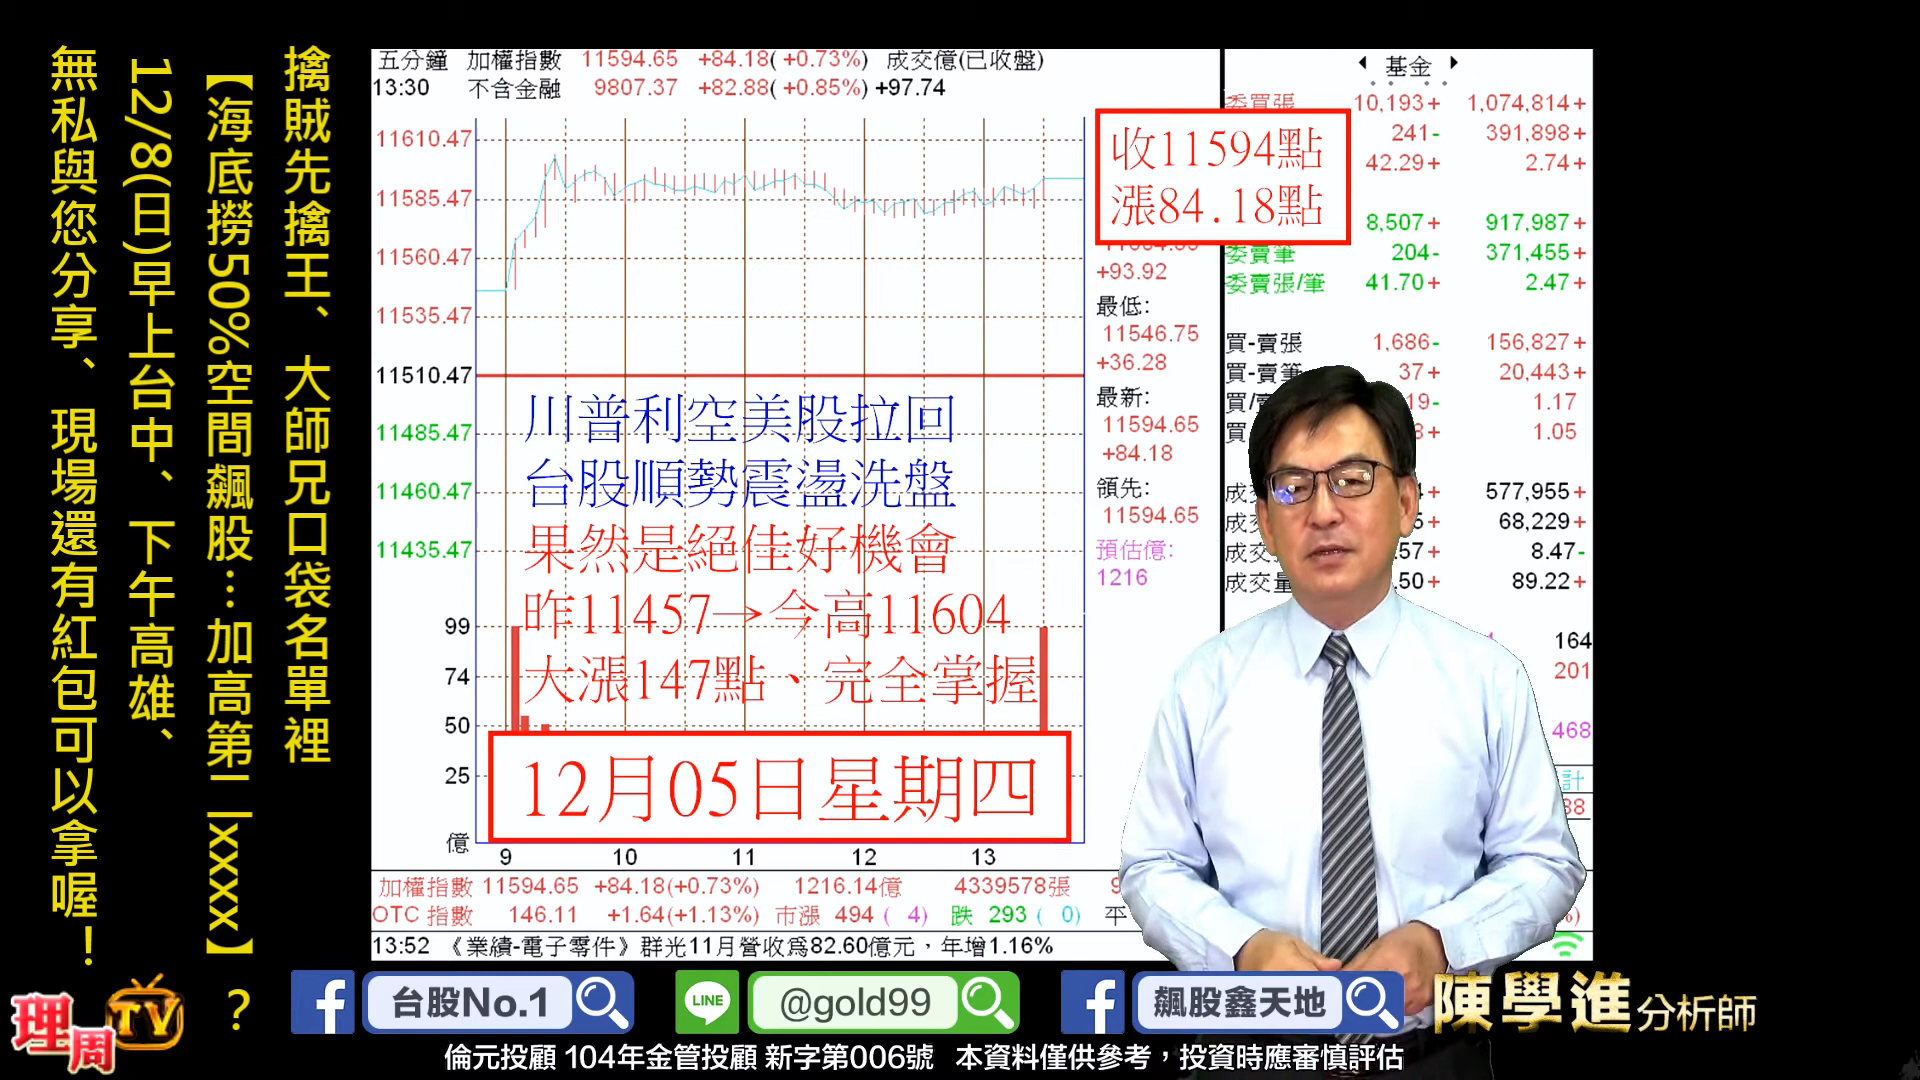 擒賊先擒王、大師兄口袋名單裡
【海底撈50%空間飆股…加高第二xxxx】?
12/8(日)早上台中、下午高雄、
無私與您分享、現場還有紅包可以拿喔!
五分鐘 加權指數 11594.65 +84.18( +0.73%) 成交億(已收盤)
13:30 不含金融 9807.37 +82.88( +0.85%) +97.74
11610.47
11585.47
11560.47
11535.47
11510.47
11485.47
11460.47
11435.47
99
74
50
25
億
9 10 11 12 13
收11594點
漲84.18點
+93.92
最低:
11546.75
+36.28
最新:
11594.65
+84.18
領先:
11594.65
預估億:
1216
基金
委買張 10,193+ 1,074,814+
241- 391,898+
42.29+ 2.74+
8,507+ 917,987+
委賣筆 204- 371,455+
委賣張/筆 41.70+ 2.47+
買-賣張 1,686- 156,827+
買-賣筆 37+ 20,443+
19- 1.17
1.05
577,955+
68,229+
57+ 8.47-
50+ 89.22+
164
201
468
計
川普利空美股拉回
台股順勢震盪洗盤
果然是絕佳好機會
昨11457→今高11604
大漲147點、完全掌握
12月05日星期四
加權指數 11594.65 +84.18(+0.73%) 1216.14億 4339578張
OTC 指數 146.11 +1.64(+1.13%) 市漲 494 ( 4) 跌 293 ( 0) 平
13:52 《業績-電子零件》群光11月營收為82.60億元，年增1.16%
理周TV
f 台股No.1
LINE @gold99
f 飆股鑫天地
陳學進分析師
倫元投顧 104年金管投顧 新字第006號 本資料僅供參考，投資時應審慎評估